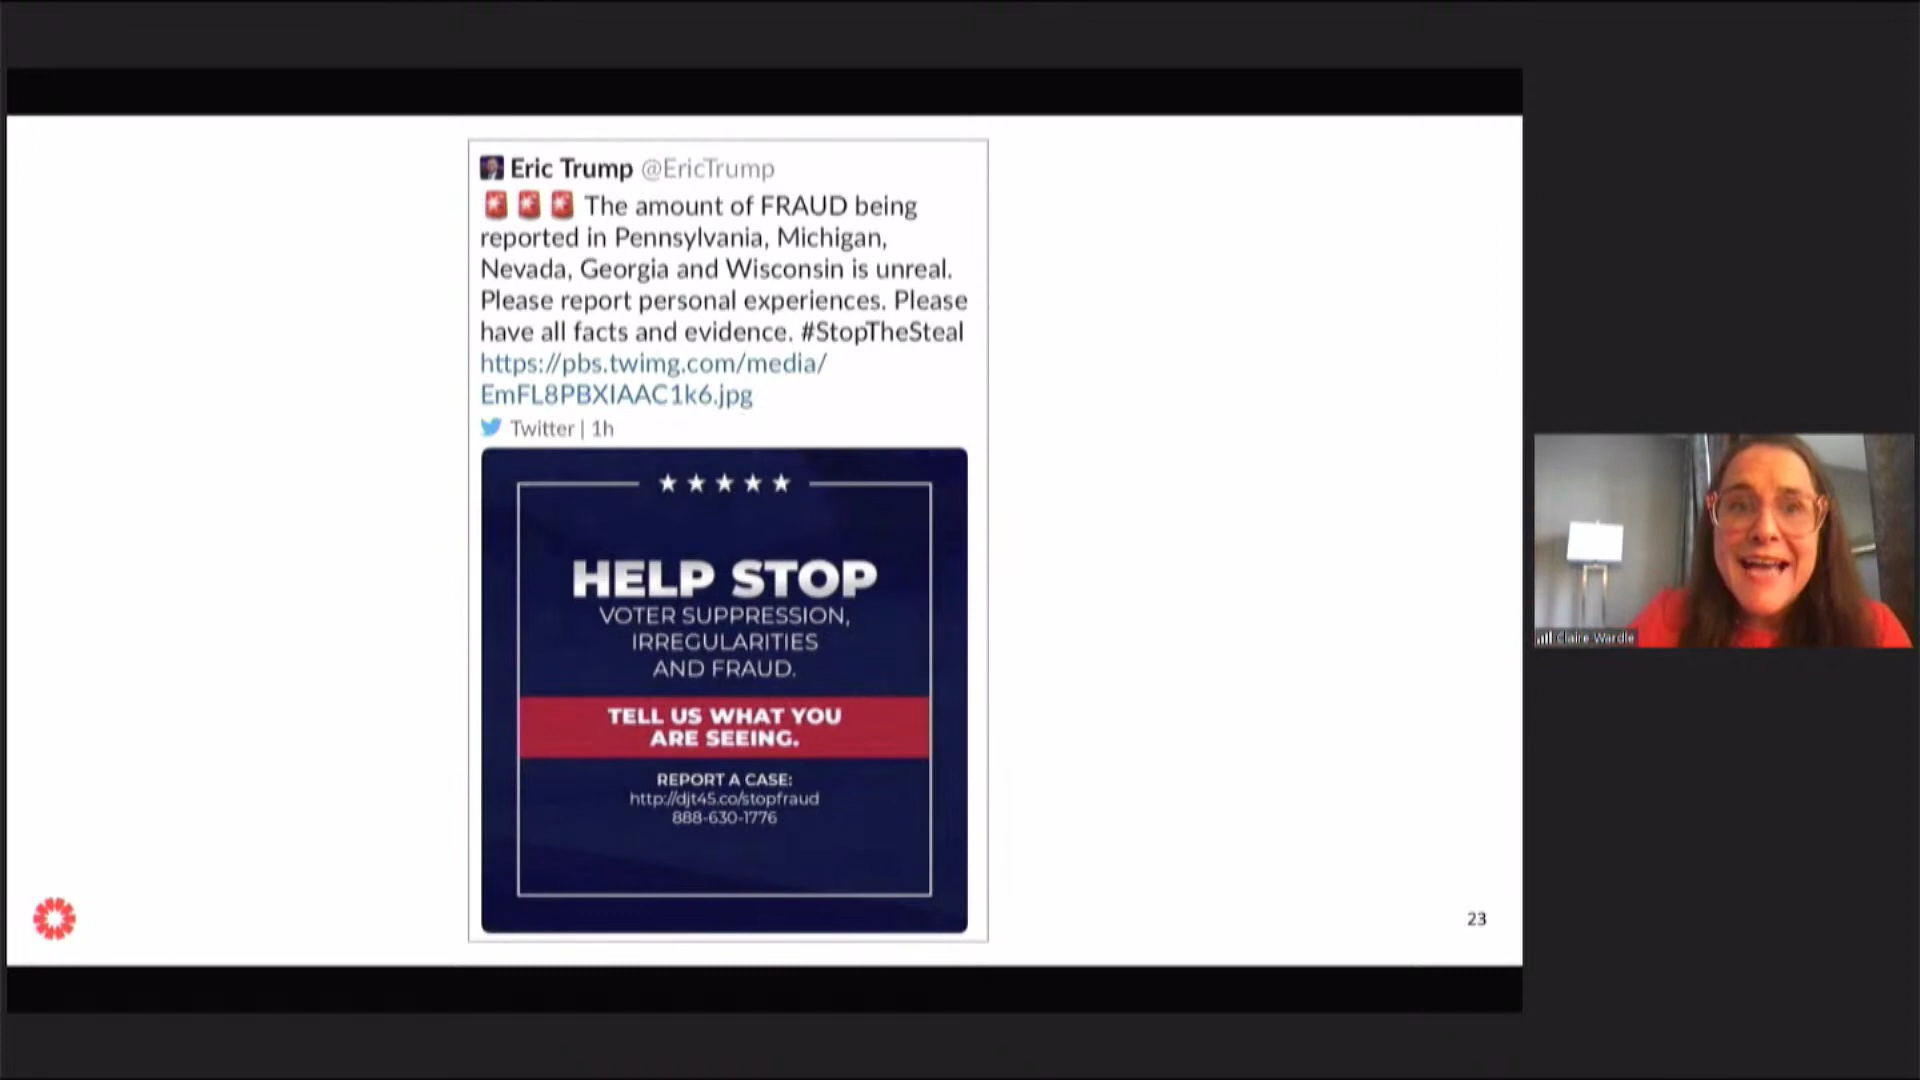 Eric Trump @EricTrump
🚨🚨🚨 The amount of FRAUD being
reported in Pennsylvania, Michigan,
Nevada, Georgia and Wisconsin is unreal.
Please report personal experiences. Please
have all facts and evidence. #StopTheSteal
https://pbs.twimg.com/media/
EmFL8PBXIAAC1k6.jpg
Twitter | 1h
HELP STOP
VOTER SUPPRESSION,
IRREGULARITIES
AND FRAUD.
TELL US WHAT YOU
ARE SEEING.
REPORT A CASE:
http://djt45.co/stopfraud
888-630-1776
23
Claire Wardle